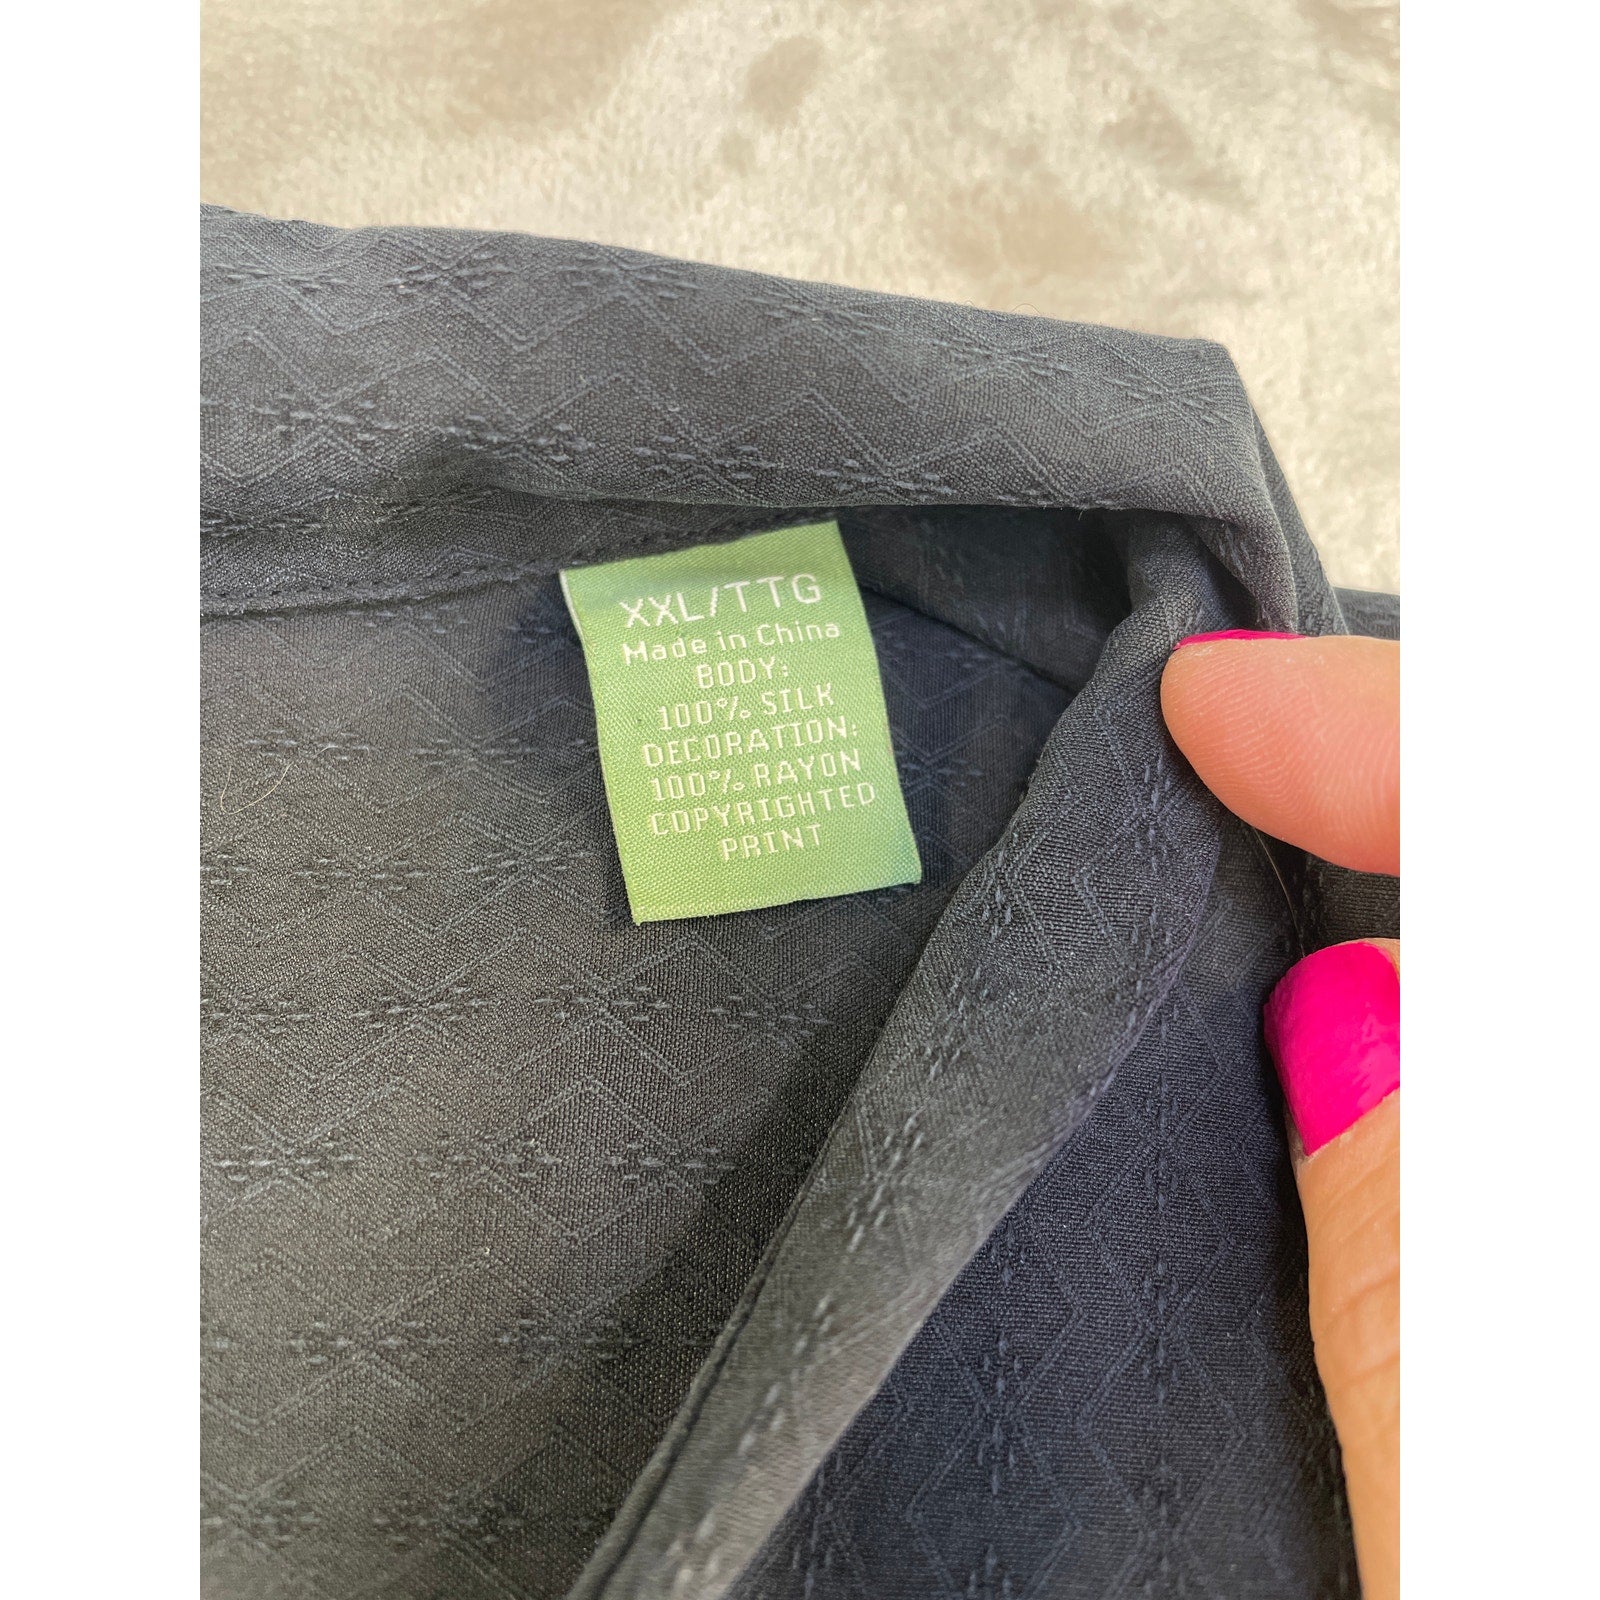 XXL/TTG
Made in China
BODY:
100% SILK
DECORATION:
100% RAYON
COPYRIGHTED
PRINT